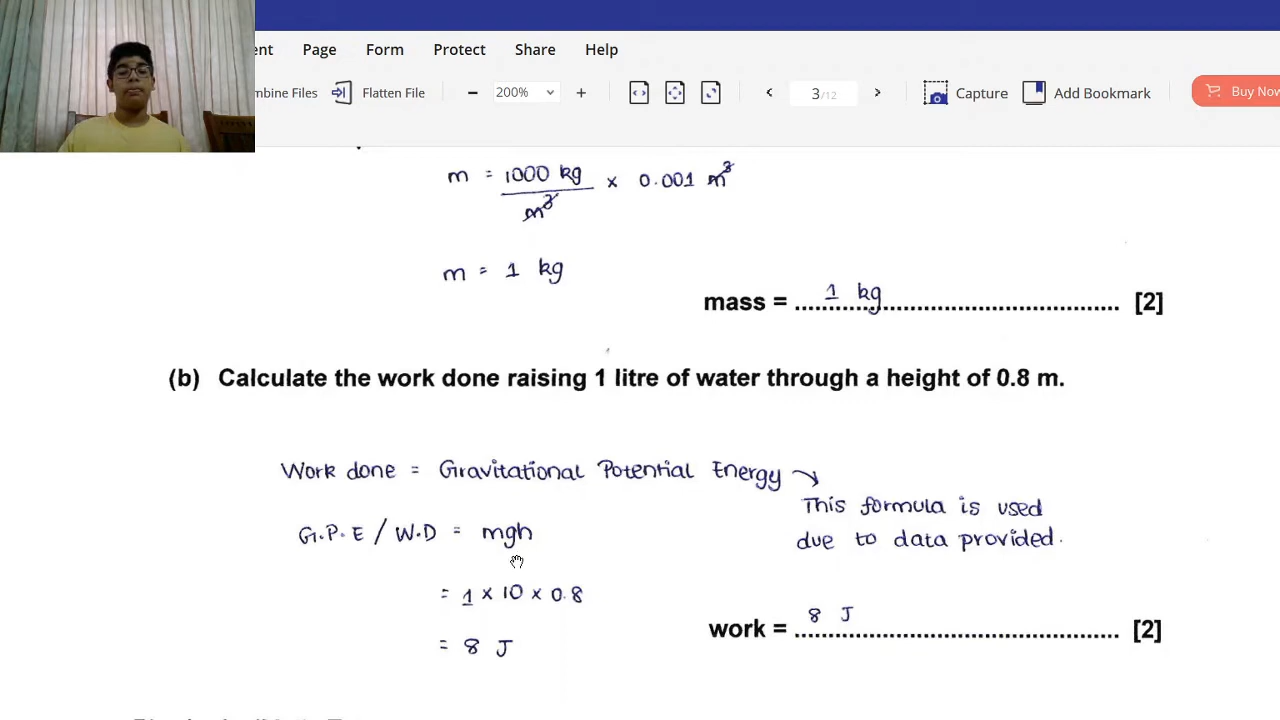 Page Form Protect Share Help
mbine Files Flatten File 200% 3/12 Capture Add Bookmark Buy Now
m = 1000 kg / m³ x 0.001 m³
m = 1 kg
mass = 1 kg [2]
(b) Calculate the work done raising 1 litre of water through a height of 0.8 m.
Work done = Gravitational Potential Energy
This formula is used
due to data provided.
G.P.E / W.D = mgh
= 1 x 10 x 0.8
work = 8 J [2]
= 8 J